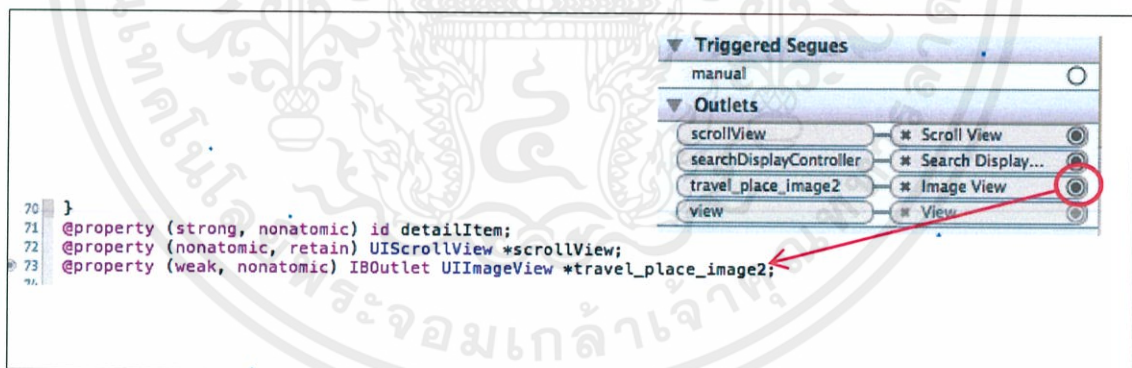 Triggered Segues
manual
Outlets
scrollView Scroll View
searchDisplayController Search Display...
travel_place_image2 Image View
view View
70 }
71 @property (strong, nonatomic) id detailItem;
72 @property (nonatomic, retain) UIScrollView *scrollView;
73 @property (weak, nonatomic) IBOutlet UIImageView *travel_place_image2;
74